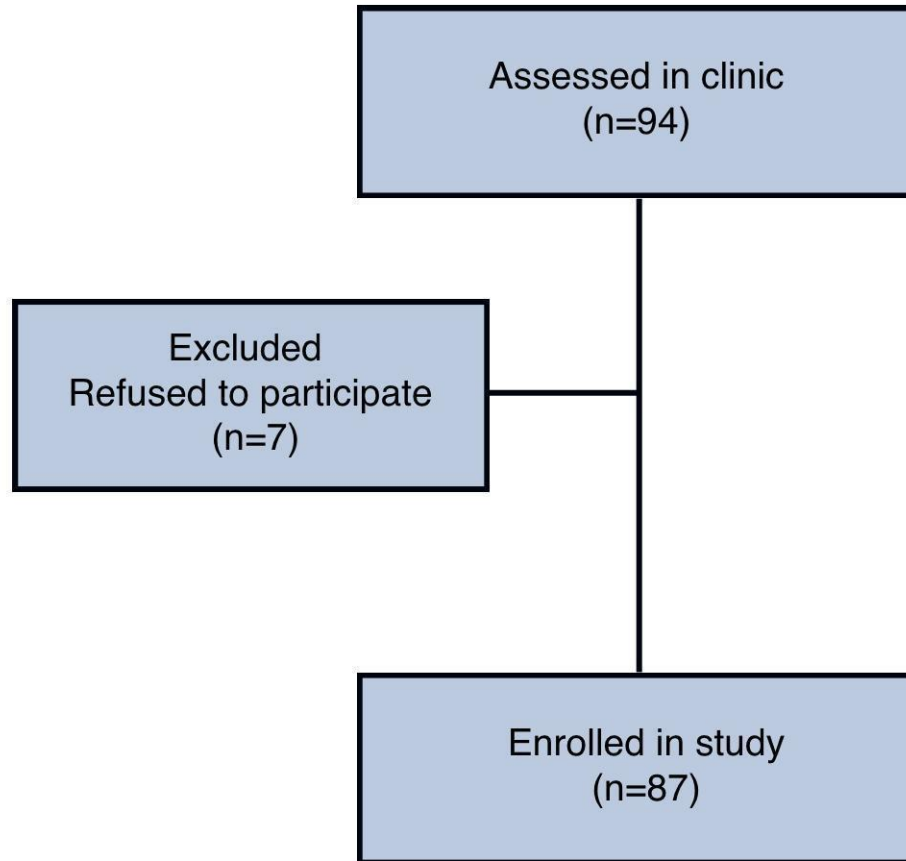 Assessed in clinic
(n=94)
Excluded
Refused to participate
(n=7)
Enrolled in study
(n=87)